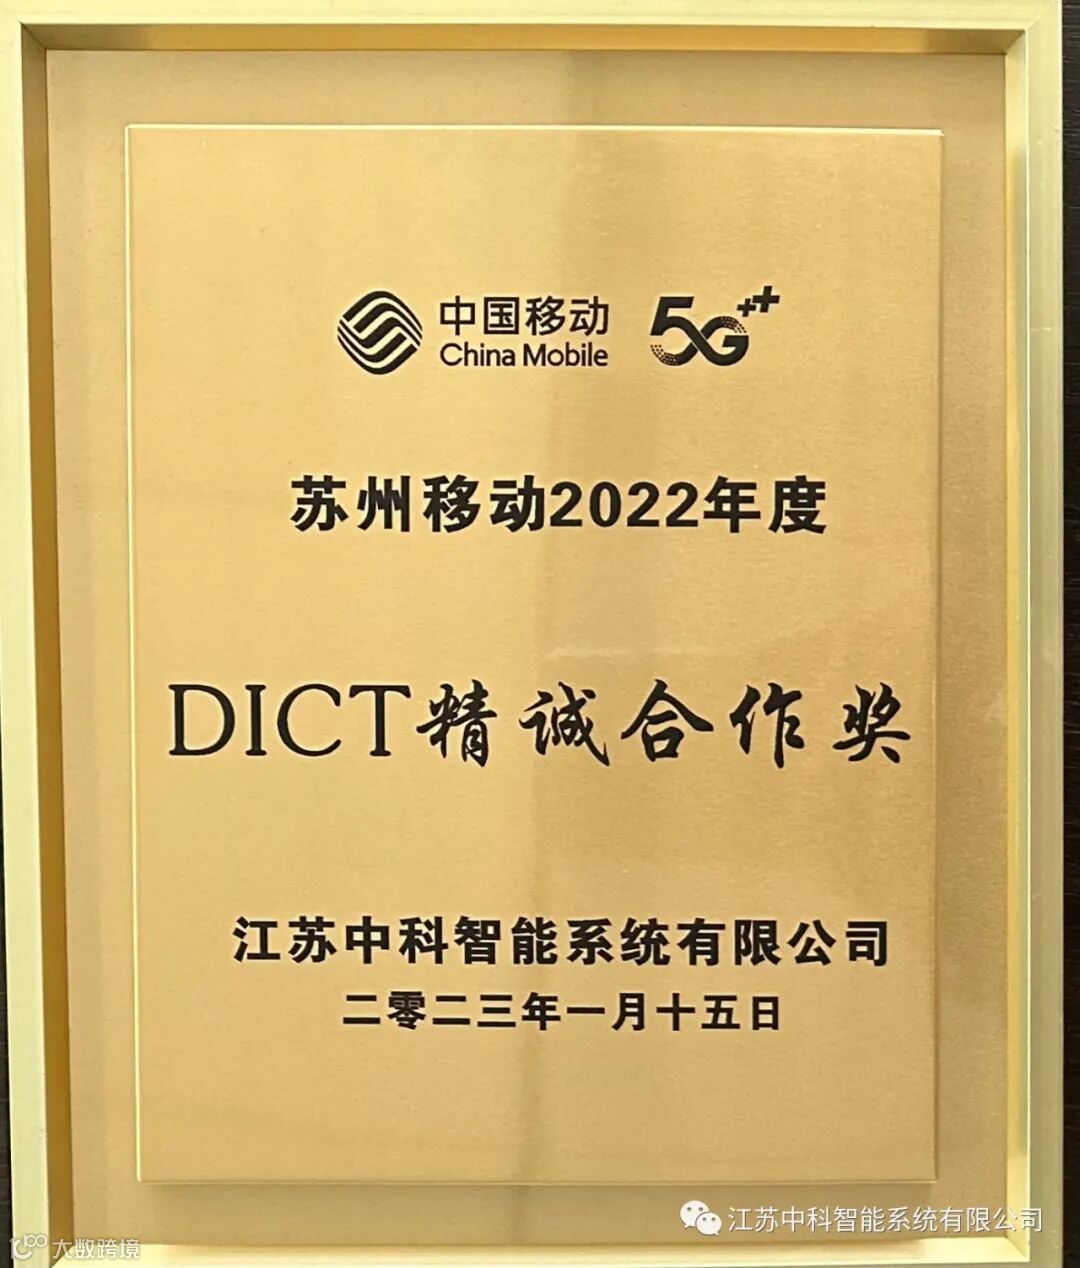 中国移动 5G++
China Mobile
苏州移动2022年度
DICT精诚合作奖
江苏中科智能系统有限公司
二零二三年一月十五日
江苏中科智能系统有限公司
大数跨境